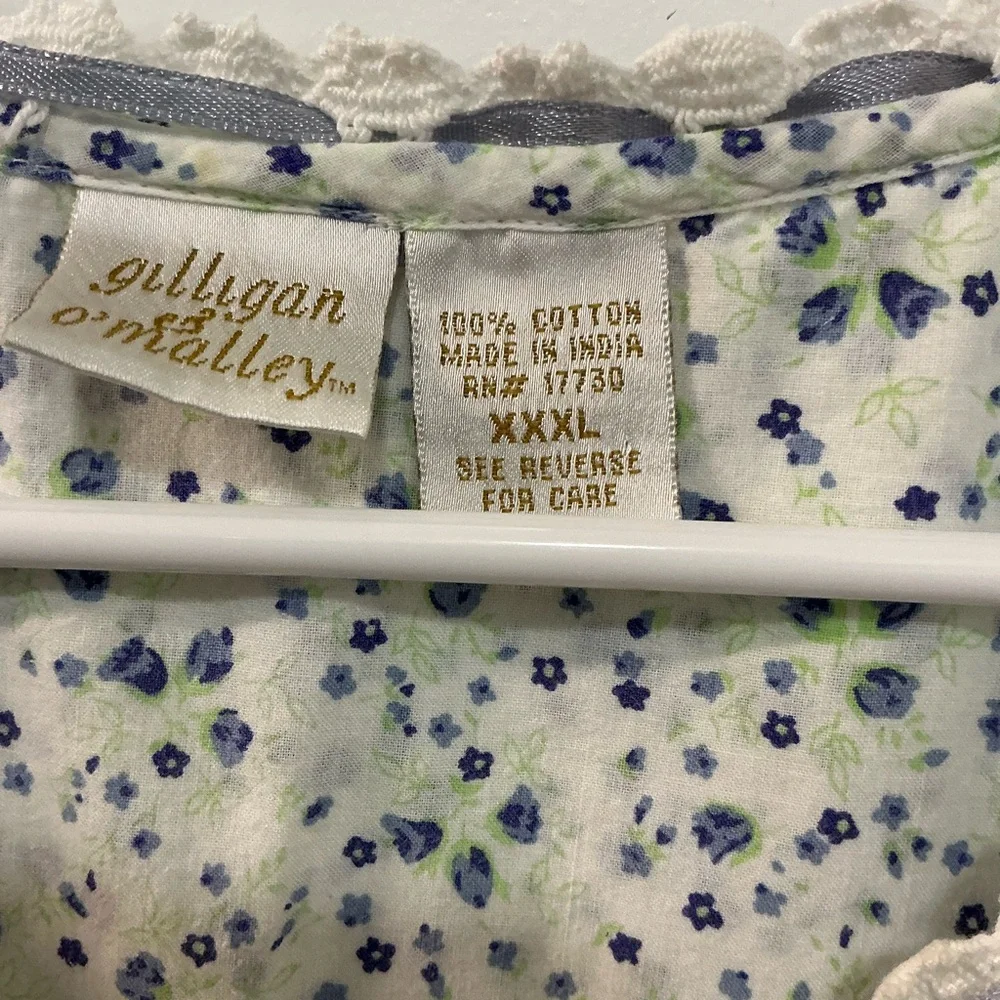 gilligan
&
o'malley™
100% COTTON
MADE IN INDIA
RN# 17730
XXXL
SEE REVERSE
FOR CARE